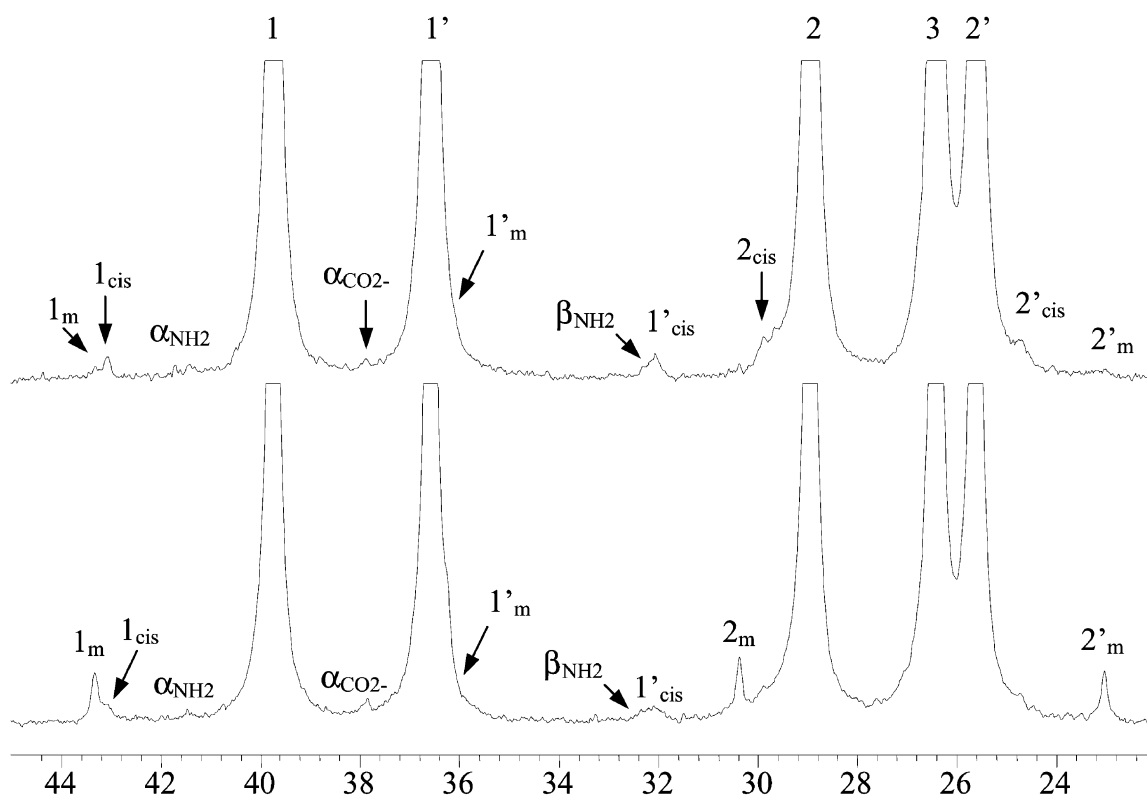 1 1’ 2 3 2’
1’m
2cis
1cis
αCO2-
1m
βNH2 1’cis
2’cis
αNH2
2’m
1’m
1m
1cis
2m
2’m
αNH2
αCO2-
βNH2
1’cis
44 42 40 38 36 34 32 30 28 26 24